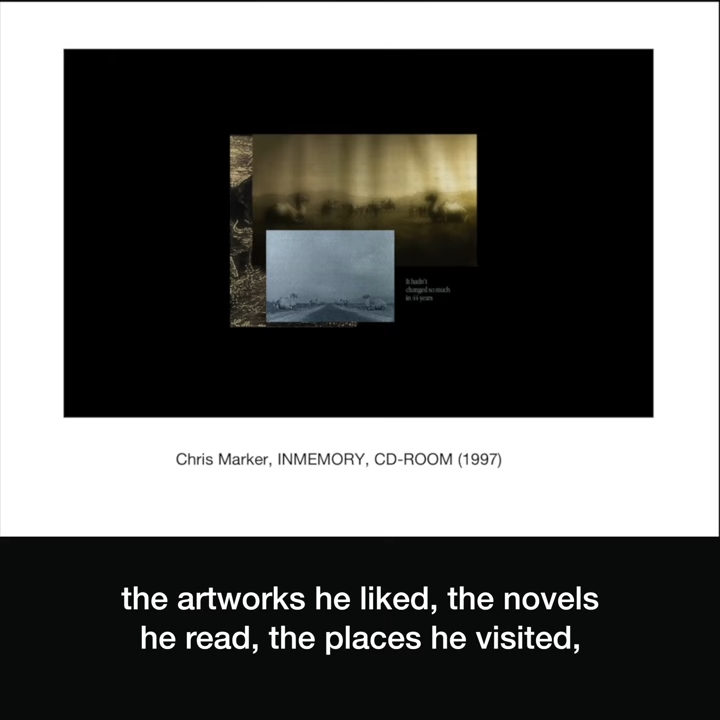 It hadn't
changed so much
in 44 years
Chris Marker, INMEMORY, CD-ROOM (1997)
the artworks he liked, the novels
he read, the places he visited,